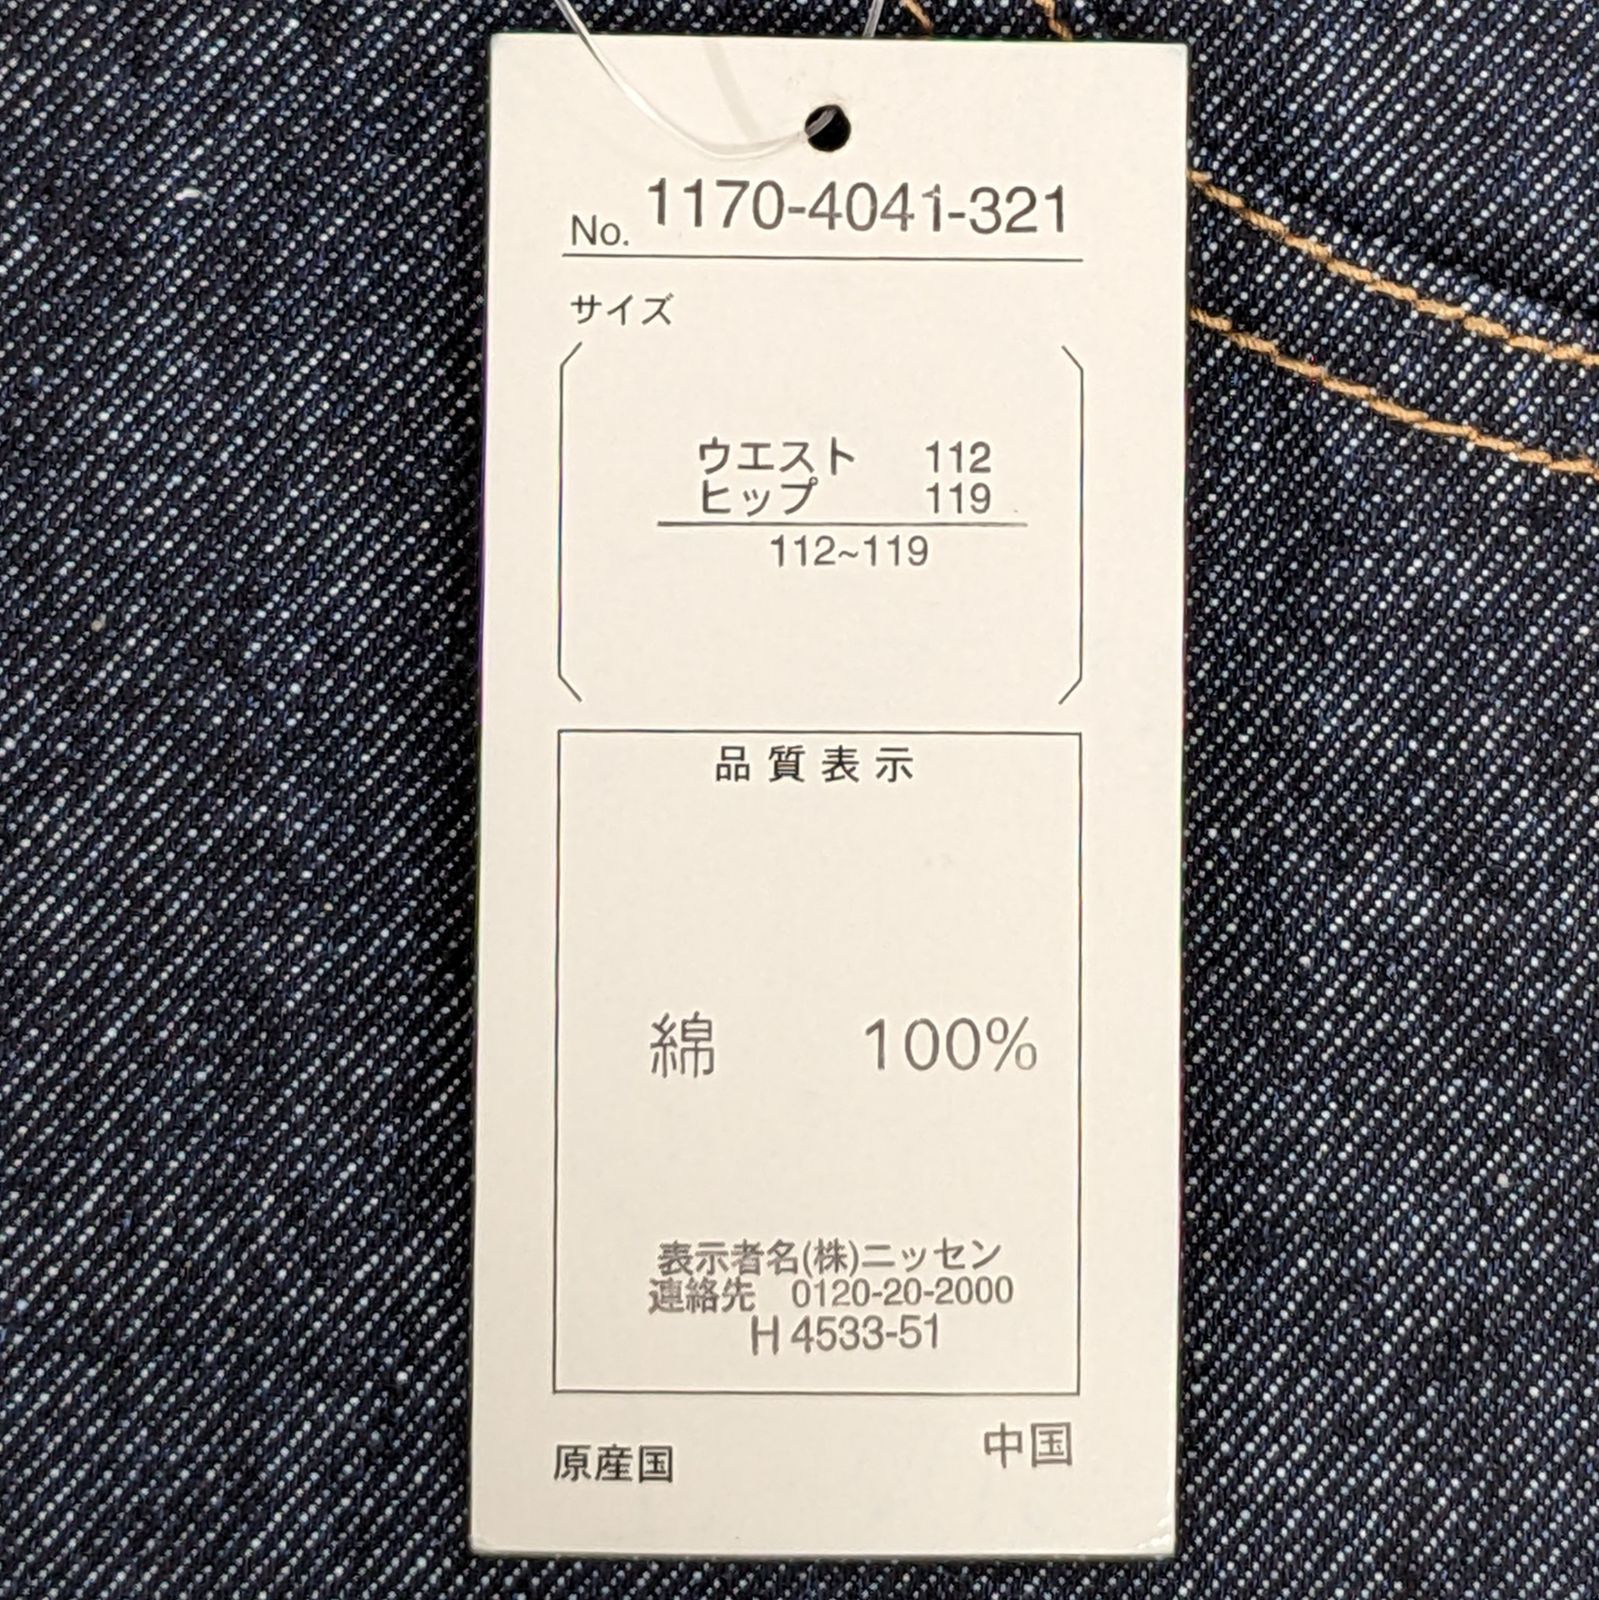 No. 1170-4041-321
サイズ
ウエスト 112
ヒップ 119
112~119
品質表示
綿 100%
表示者名(株)ニッセン
連絡先 0120-20-2000
H 4533-51
原産国 中国